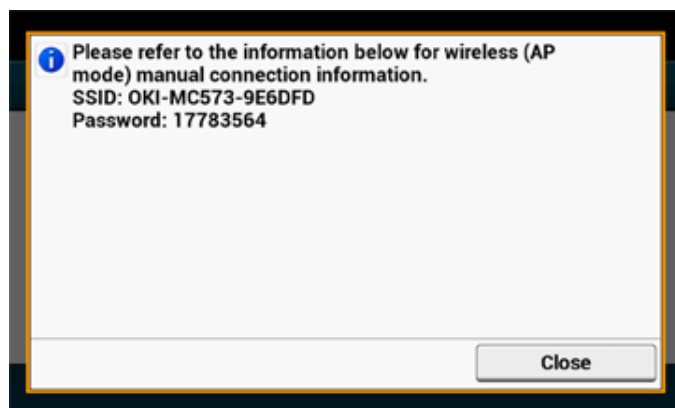 Please refer to the information below for wireless (AP
mode) manual connection information.
SSID: OKI-MC573-9E6DFD
Password: 17783564
Close